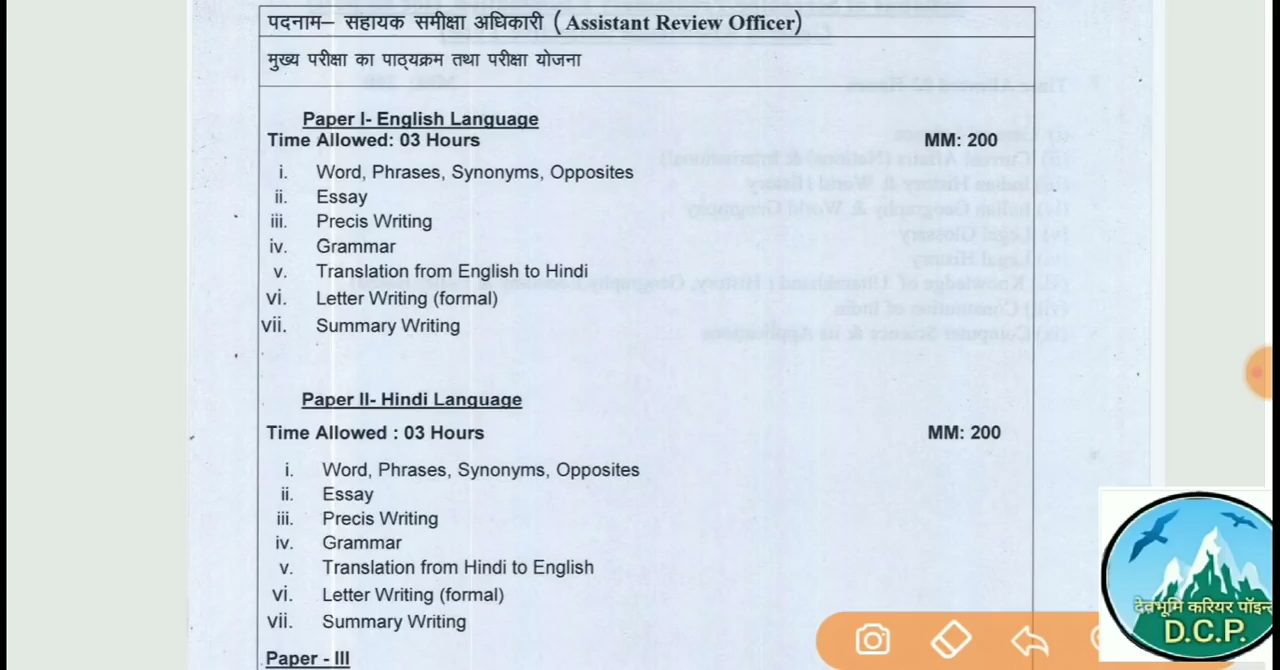 पदनाम– सहायक समीक्षा अधिकारी ( Assistant Review Officer)
मुख्य परीक्षा का पाठ्यक्रम तथा परीक्षा योजना
Paper I- English Language
Time Allowed: 03 Hours MM: 200
i. Word, Phrases, Synonyms, Opposites
ii. Essay
iii. Precis Writing
iv. Grammar
v. Translation from English to Hindi
vi. Letter Writing (formal)
vii. Summary Writing
Paper II- Hindi Language
Time Allowed : 03 Hours MM: 200
i. Word, Phrases, Synonyms, Opposites
ii. Essay
iii. Precis Writing
iv. Grammar
v. Translation from Hindi to English
vi. Letter Writing (formal)
vii. Summary Writing
Paper - III
देवभूमि करियर पॉइन्ट
D.C.P.